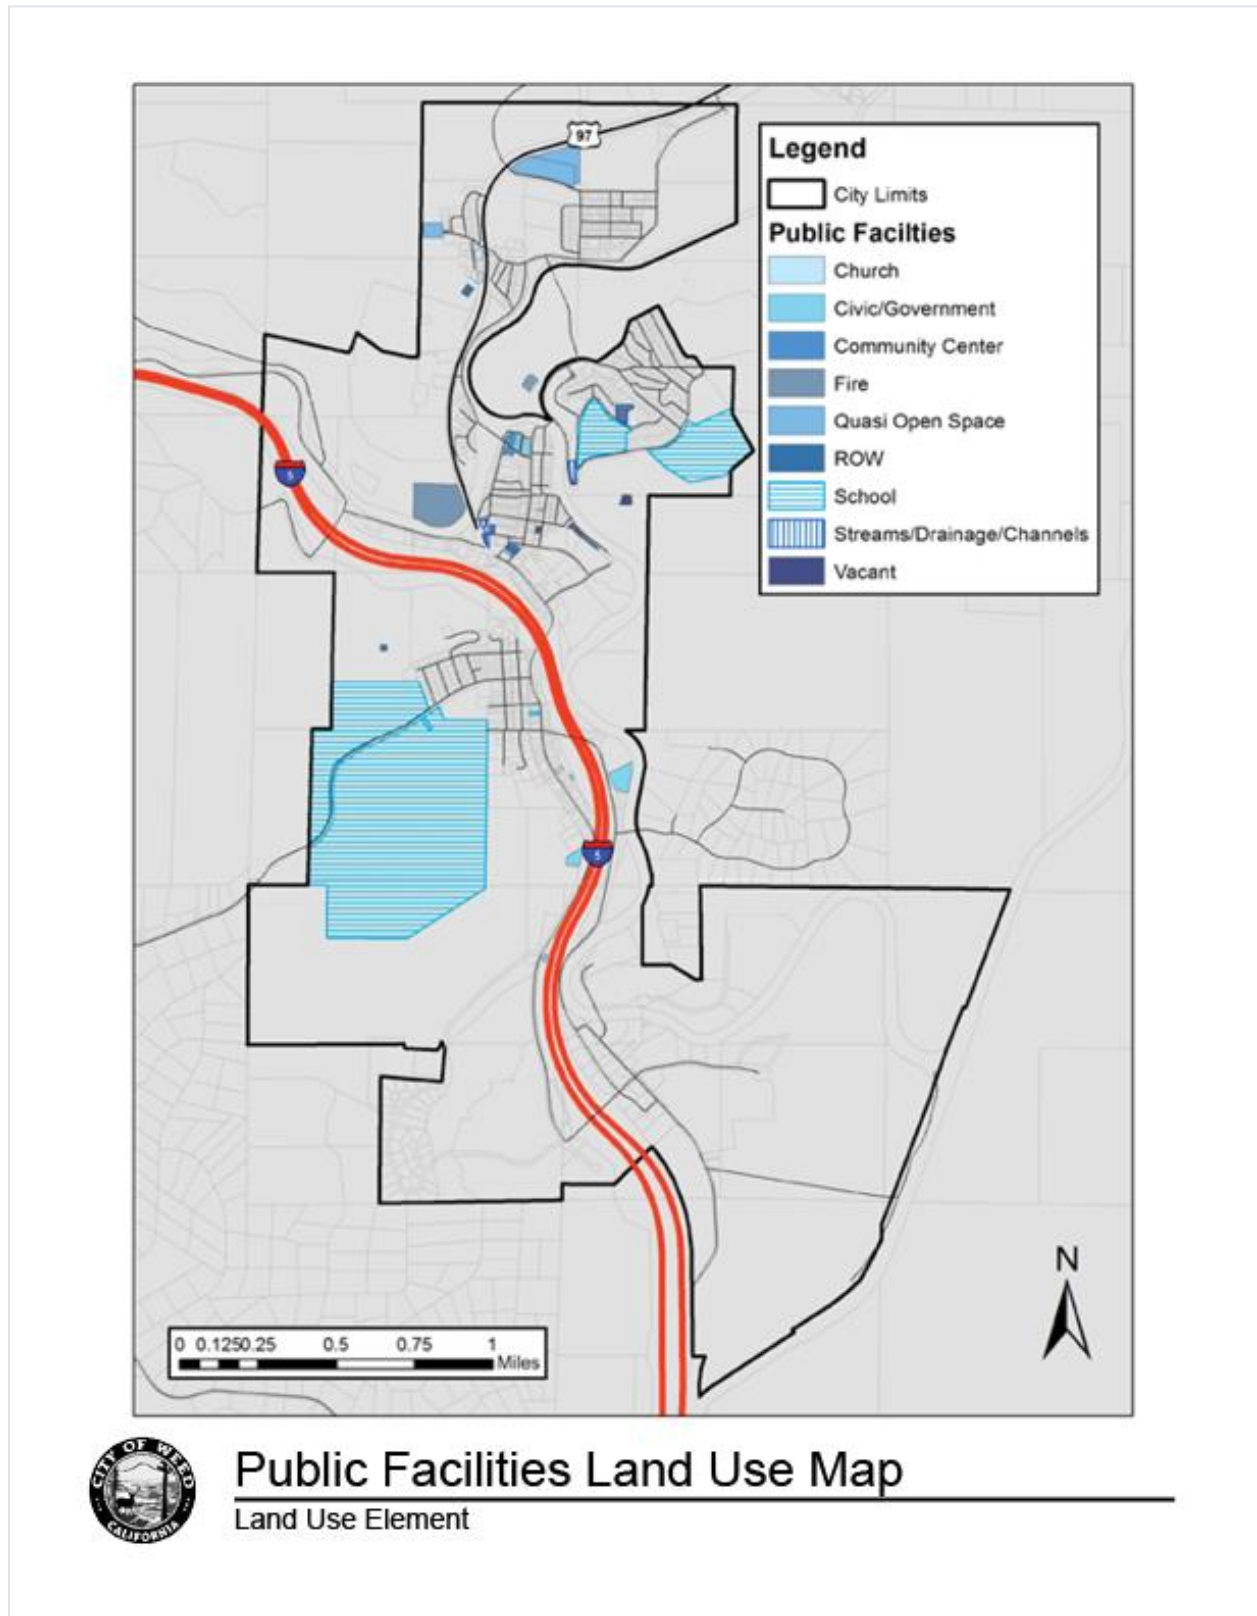 97
Legend
City Limits
Public Facilties
Church
Civic/Government
Community Center
Fire
Quasi Open Space
ROW
School
Streams/Drainage/Channels
Vacant
5
5
N
0 0.1250.25 0.5 0.75 1
Miles
CITY OF WEED
CALIFORNIA
Public Facilities Land Use Map
Land Use Element